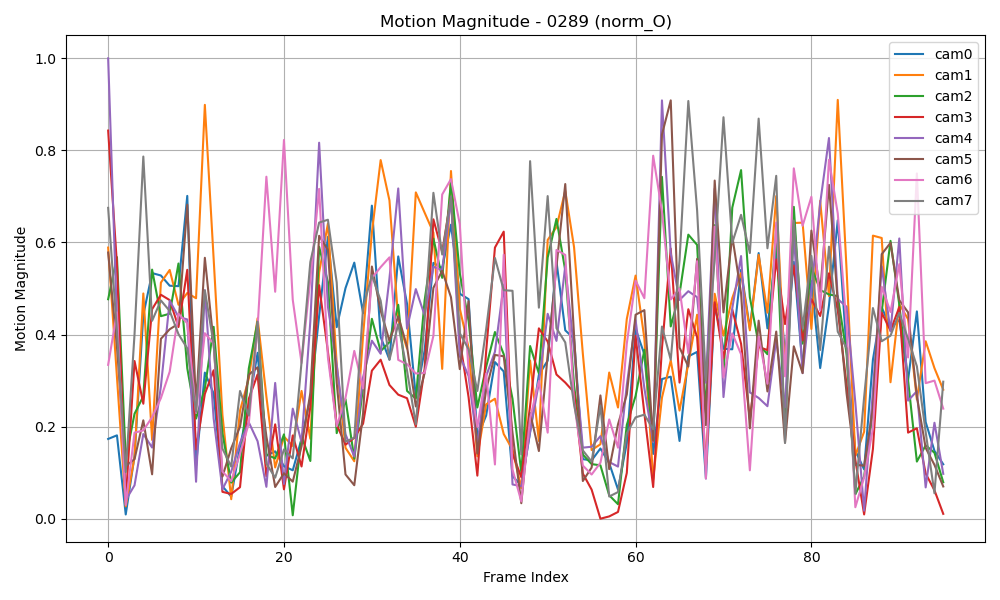 Motion Magnitude - 0289 (norm_O)
Motion Magnitude
1.0
0.8
0.6
0.4
0.2
0.0
0
20
40
60
80
Frame Index
cam0
cam1
cam2
cam3
cam4
cam5
cam6
cam7